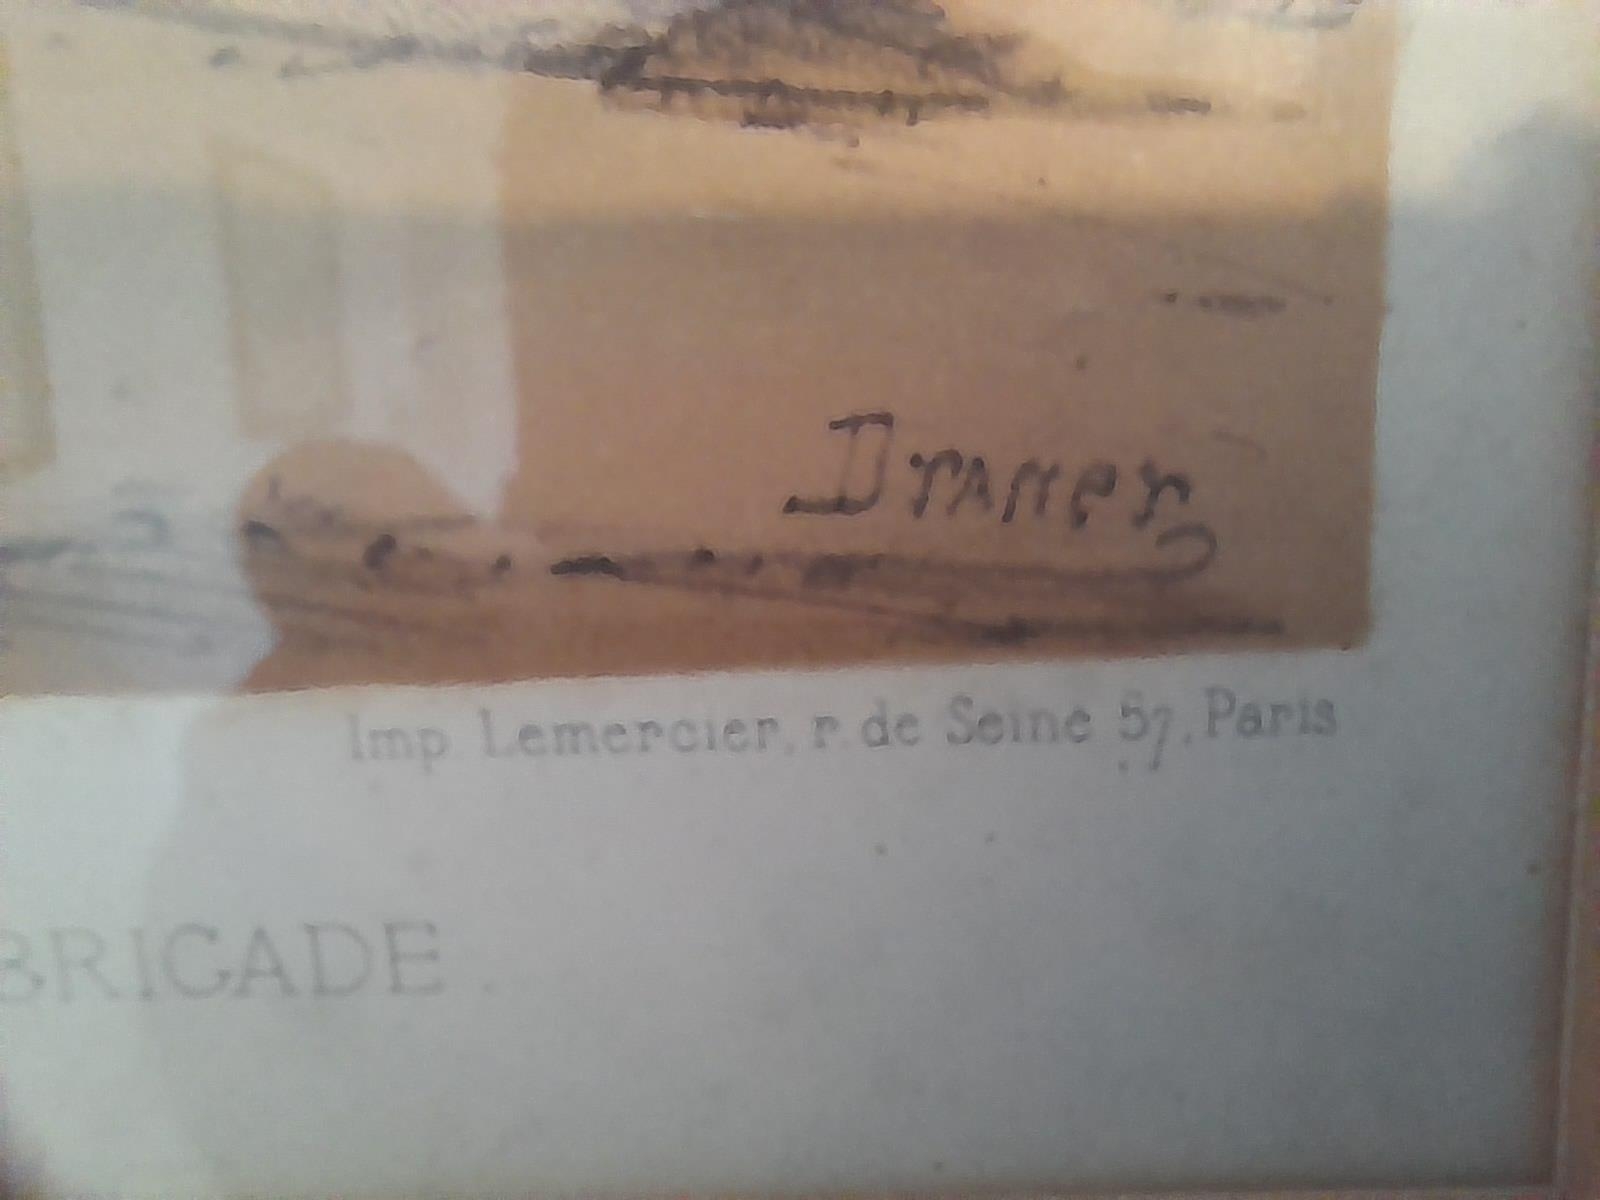 Draner
Imp. Lemercier, r. de Seine 57, Paris
BRIGADE.